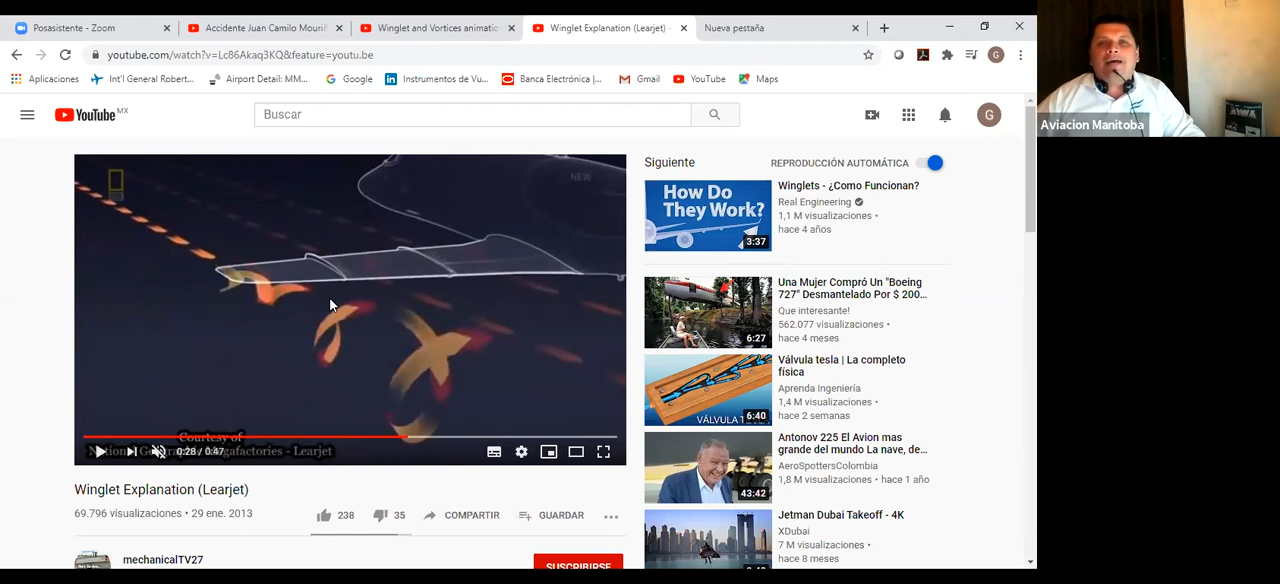 Posasistente - Zoom
Accidente Juan Camilo Mouriñ
Winglet and Vortices animatic
Winglet Explanation (Learjet) -
Nueva pestaña
youtube.com/watch?v=Lc86Akaq3KQ&feature=youtu.be
G
Aplicaciones
Int'l General Robert...
Airport Detail: MM...
Google
Instrumentos de Vu...
Banca Electrónica |...
Gmail
YouTube
Maps
YouTube MX
Buscar
G
Aviacion Manitoba
NEW
Courtesy of
0:28 / 0:47
- Learjet
Winglet Explanation (Learjet)
69.796 visualizaciones • 29 ene. 2013
238
35
COMPARTIR
GUARDAR
mechanicalTV27
SUSCRIBIRSE
Siguiente
REPRODUCCIÓN AUTOMÁTICA
How Do
They Work?
3:37
Winglets - ¿Como Funcionan?
Real Engineering
1,1 M visualizaciones •
hace 4 años
6:27
Una Mujer Compró Un "Boeing
727" Desmantelado Por $ 200...
Que interesante!
562.077 visualizaciones •
hace 4 meses
VÁLVULA T
6:40
Válvula tesla | La completo
física
Aprenda Ingeniería
1,4 M visualizaciones •
hace 2 semanas
43:42
Antonov 225 El Avion mas
grande del mundo La nave, de...
AeroSpottersColombia
1,8 M visualizaciones • hace 1 año
Jetman Dubai Takeoff - 4K
XDubai
7 M visualizaciones •
hace 8 meses